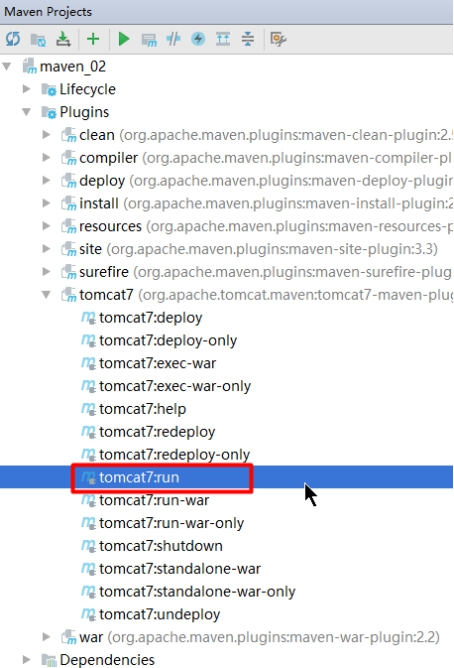 Maven Projects
maven_02
Lifecycle
Plugins
clean (org.apache.maven.plugins:maven-clean-plugin:2.5
compiler (org.apache.maven.plugins:maven-compiler-pl
deploy (org.apache.maven.plugins:maven-deploy-plugin
install (org.apache.maven.plugins:maven-install-plugin:2
resources (org.apache.maven.plugins:maven-resources-p
site (org.apache.maven.plugins:maven-site-plugin:3.3)
surefire (org.apache.maven.plugins:maven-surefire-plug
tomcat7 (org.apache.tomcat.maven:tomcat7-maven-plug
tomcat7:deploy
tomcat7:deploy-only
tomcat7:exec-war
tomcat7:exec-war-only
tomcat7:help
tomcat7:redeploy
tomcat7:redeploy-only
tomcat7:run
tomcat7:run-war
tomcat7:run-war-only
tomcat7:shutdown
tomcat7:standalone-war
tomcat7:standalone-war-only
tomcat7:undeploy
war (org.apache.maven.plugins:maven-war-plugin:2.2)
Dependencies